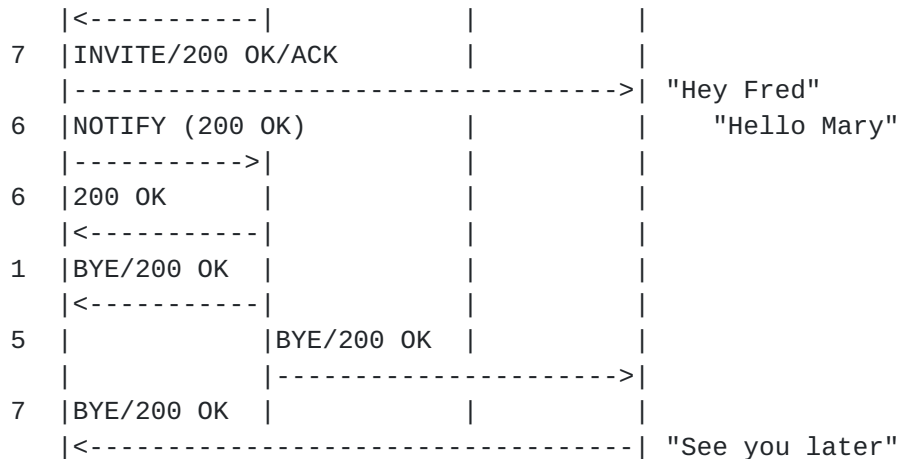 |<-----------| | |
7 |INVITE/200 OK/ACK | |
|----------------------------------->| "Hey Fred"
6 |NOTIFY (200 OK) | | "Hello Mary"
|----------->| | |
6 |200 OK | | |
|<-----------| | |
1 |BYE/200 OK | | |
|<-----------| | |
5 | |BYE/200 OK | |
| |---------------------->|
7 |BYE/200 OK | | |
|<-----------------------------------| "See you later"